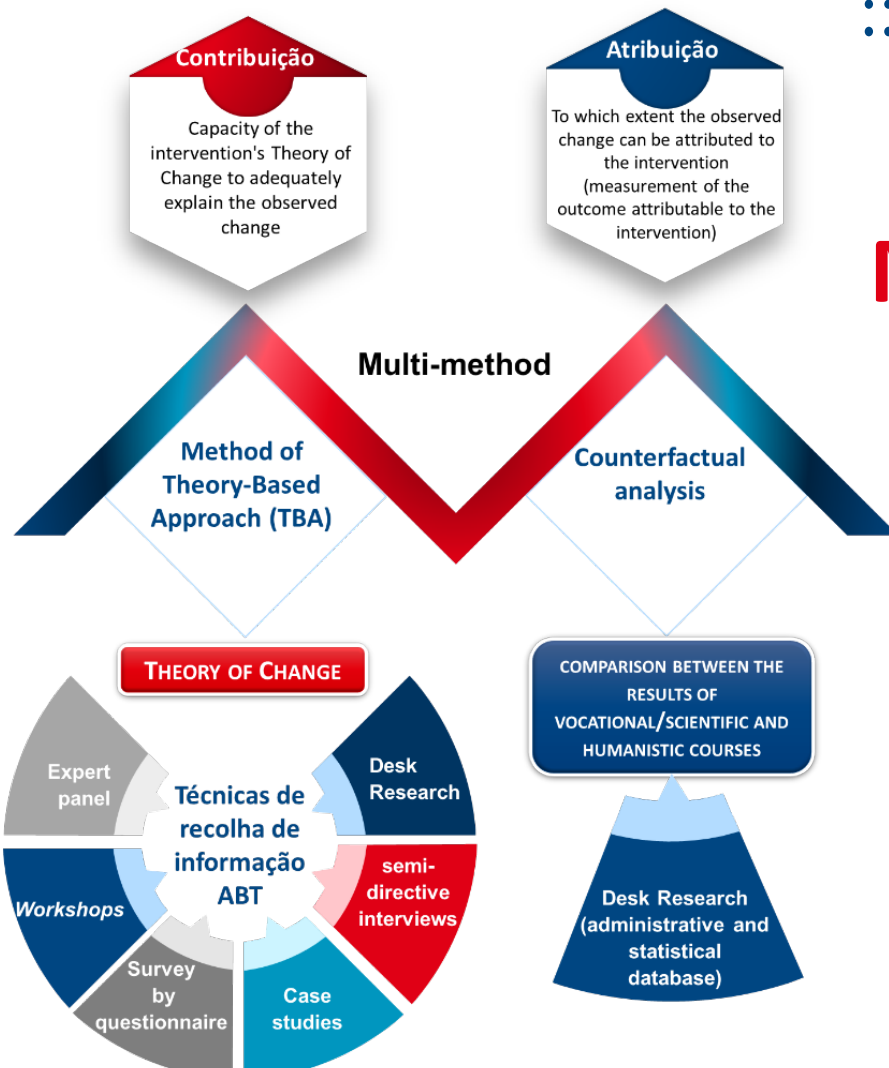 Contribuição
Capacity of the
intervention's Theory of
Change to adequately
explain the observed
change
Atribuição
To which extent the observed
change can be attributed to
the intervention
(measurement of the
outcome attributable to the
intervention)
Multi-method
Method of
Theory-Based
Approach (TBA)
Counterfactual
analysis
THEORY OF CHANGE
COMPARISON BETWEEN THE
RESULTS OF
VOCATIONAL/SCIENTIFIC AND
HUMANISTIC COURSES
Expert
panel
Workshops
Survey
by
questionnaire
Case
studies
semi-
directive
interviews
Desk
Research
Técnicas de
recolha de
informação
ABT
Desk Research
(administrative and
statistical
database)